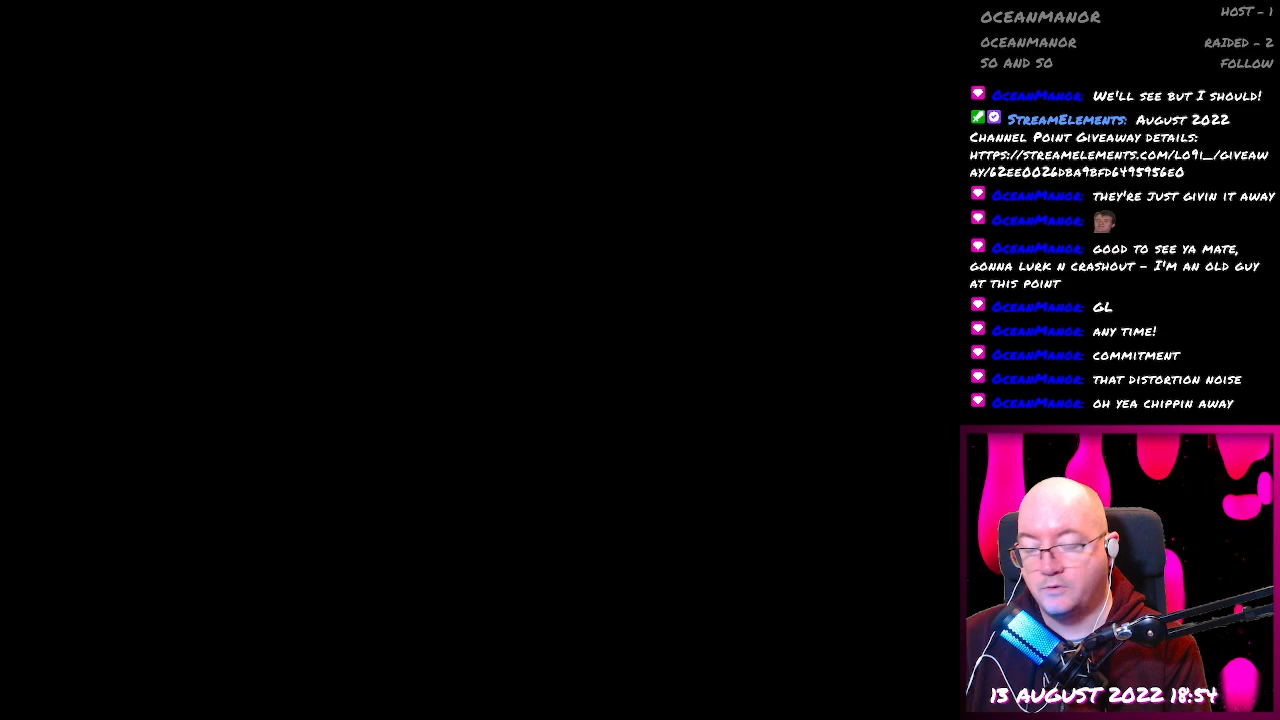 OCEANMANOR HOST - 1
OCEANMANOR RAIDED - 2
SO AND SO FOLLOW
OCEANMANOR: WE'LL SEE BUT I SHOULD!
STREAMELEMENTS: AUGUST 2022
CHANNEL POINT GIVEAWAY DETAILS:
HTTPS://STREAMELEMENTS.COM/LO9I_/GIVEAW
AY/62EE0026DBA9BFD6495956E0
OCEANMANOR: THEY'RE JUST GIVIN IT AWAY
OCEANMANOR:
OCEANMANOR: GOOD TO SEE YA MATE,
GONNA LURK N CRASHOUT - I'M AN OLD GUY
AT THIS POINT
OCEANMANOR: GL
OCEANMANOR: ANY TIME!
OCEANMANOR: COMMITMENT
OCEANMANOR: THAT DISTORTION NOISE
OCEANMANOR: OH YEA CHIPPIN AWAY
13 AUGUST 2022 18:54